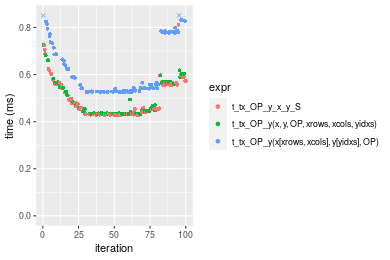 0.8
0.6
0.4
0.2
0.0
time (ms)
0
25
50
75
100
iteration
expr
t_tx_OP_y_x_y_S
t_tx_OP_y(x, y, OP, xrows, xcols, yidxs)
t_tx_OP_y(x[xrows, xcols], y[yidxs], OP)